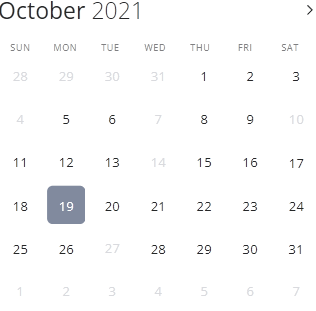 October 2021
SUN MON TUE WED THU FRI SAT
28 29 30 31 1 2 3
4 5 6 7 8 9 10
11 12 13 14 15 16 17
18 19 20 21 22 23 24
25 26 27 28 29 30 31
1 2 3 4 5 6 7